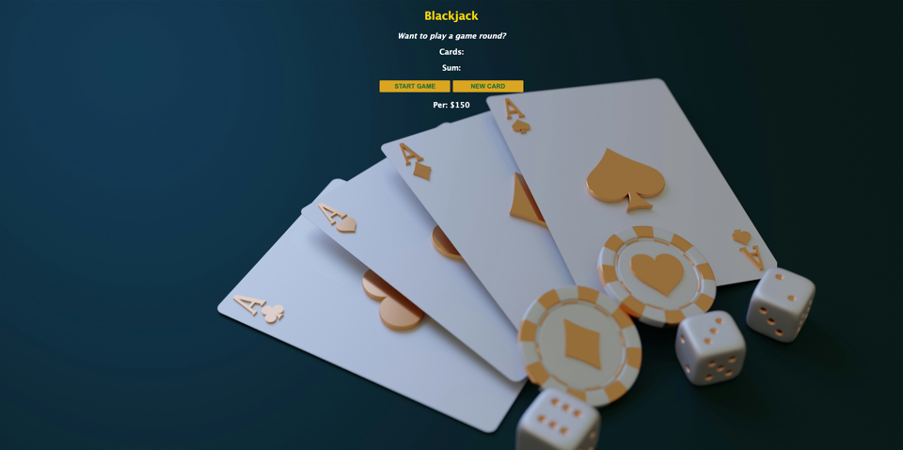 Blackjack
Want to play a game round?
Cards:
Sum:
START GAME NEW CARD
Per: $150
A
A
A
A
A